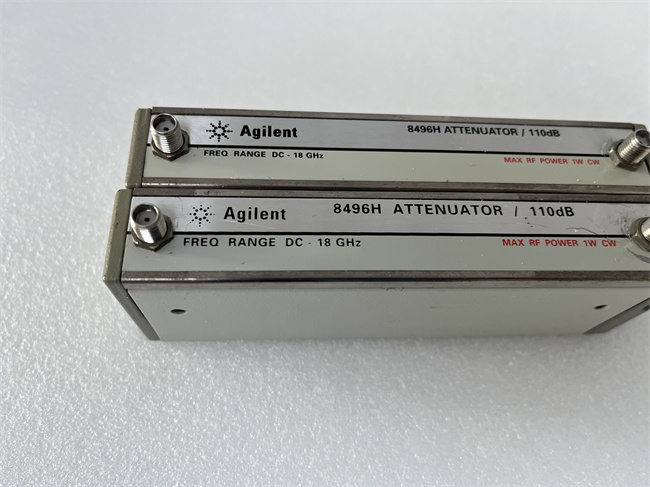 Agilent 8496H ATTENUATOR / 110dB
FREQ RANGE DC - 18 GHz MAX RF POWER 1W CW
Agilent 8496H ATTENUATOR / 110dB
FREQ RANGE DC - 18 GHz MAX RF POWER 1W CW